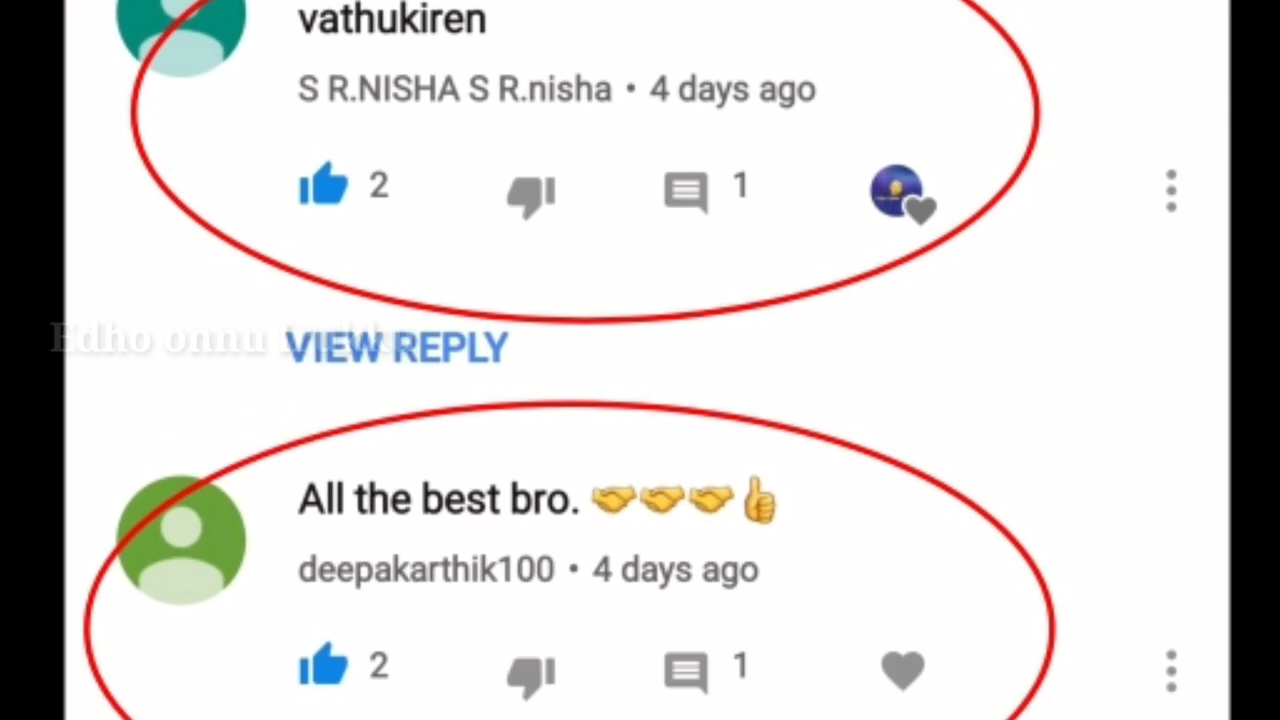 vathukiren
S R.NISHA S R.nisha • 4 days ago
2 1
Edho onnu
VIEW REPLY
All the best bro. 🤝🤝🤝👍
deepakarthik100 • 4 days ago
2 1